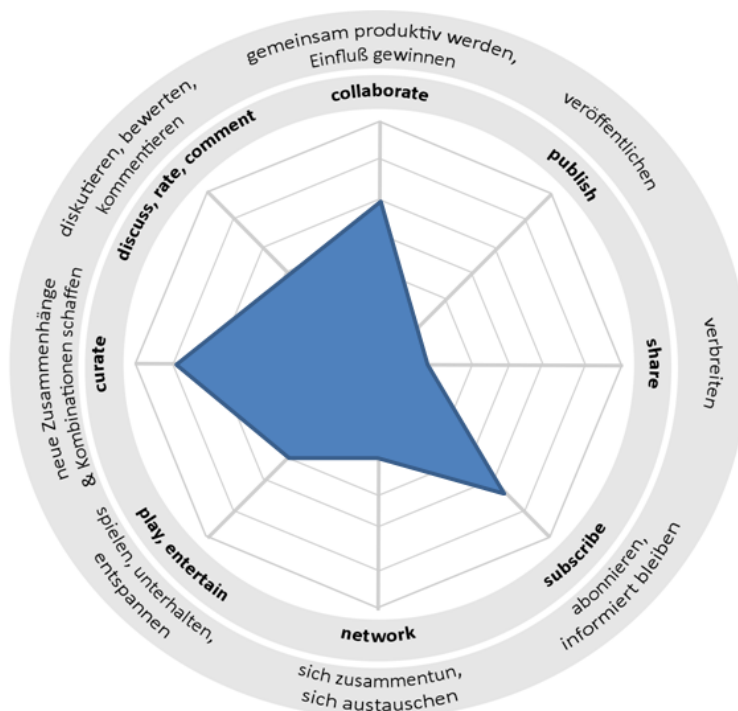 gemeinsam produktiv werden,
Einfluß gewinnen
collaborate
veröffentlichen
publish
verbreiten
share
abonnieren,
informiert bleiben
subscribe
sich zusammentun,
sich austauschen
network
spielen, unterhalten,
entspannen
play, entertain
neue Zusammenhänge
& Kombinationen schaffen
curate
diskutieren, bewerten,
kommentieren
discuss, rate, comment